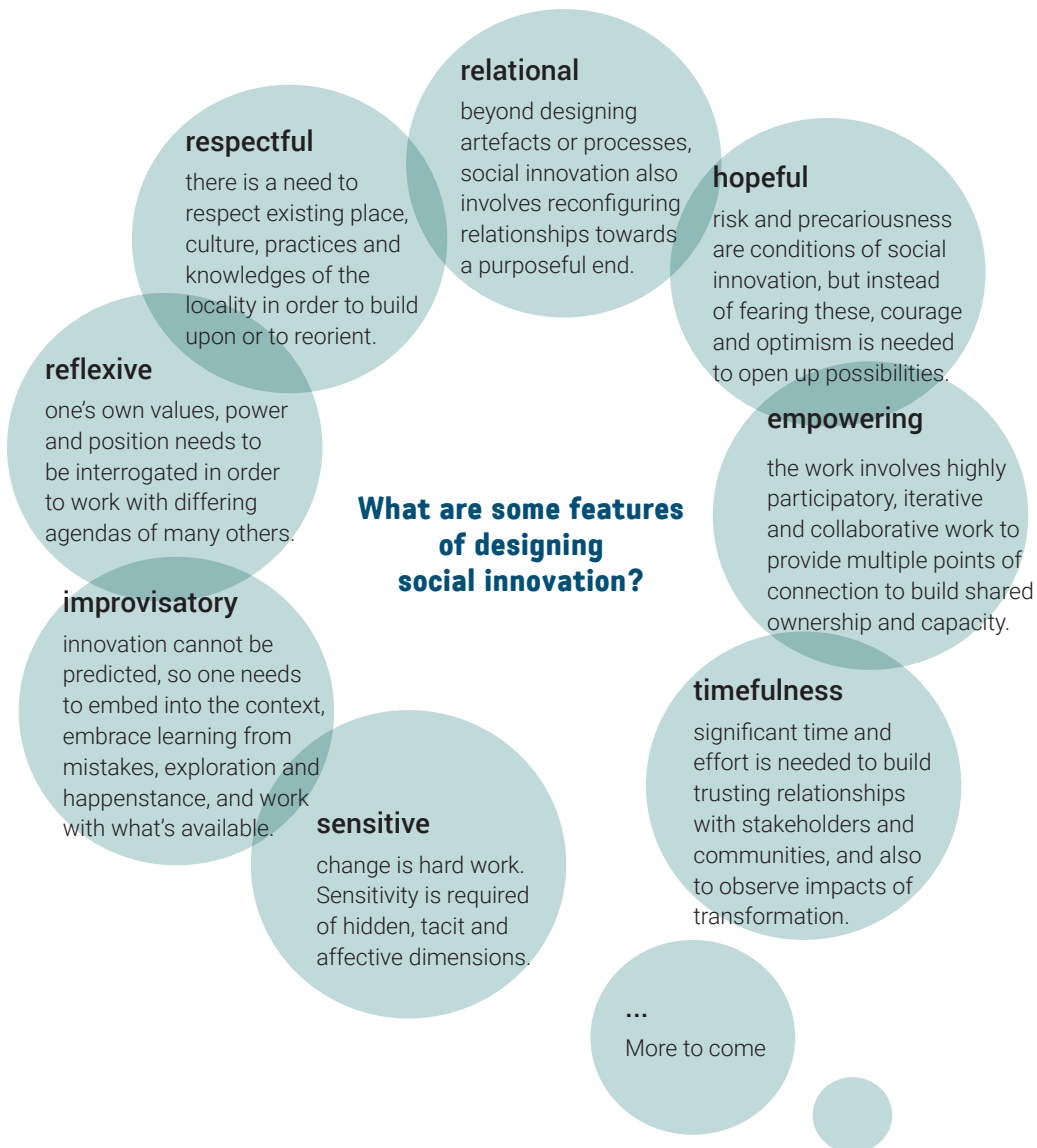 What are some features
of designing
social innovation?
relational
beyond designing
artefacts or processes,
social innovation also
involves reconfiguring
relationships towards
a purposeful end.
hopeful
risk and precariousness
are conditions of social
innovation, but instead
of fearing these, courage
and optimism is needed
to open up possibilities.
empowering
the work involves highly
participatory, iterative
and collaborative work to
provide multiple points of
connection to build shared
ownership and capacity.
timefulness
significant time and
effort is needed to build
trusting relationships
with stakeholders and
communities, and also
to observe impacts of
transformation.
...
More to come
sensitive
change is hard work.
Sensitivity is required
of hidden, tacit and
affective dimensions.
improvisatory
innovation cannot be
predicted, so one needs
to embed into the context,
embrace learning from
mistakes, exploration and
happenstance, and work
with what's available.
reflexive
one's own values, power
and position needs to
be interrogated in order
to work with differing
agendas of many others.
respectful
there is a need to
respect existing place,
culture, practices and
knowledges of the
locality in order to build
upon or to reorient.